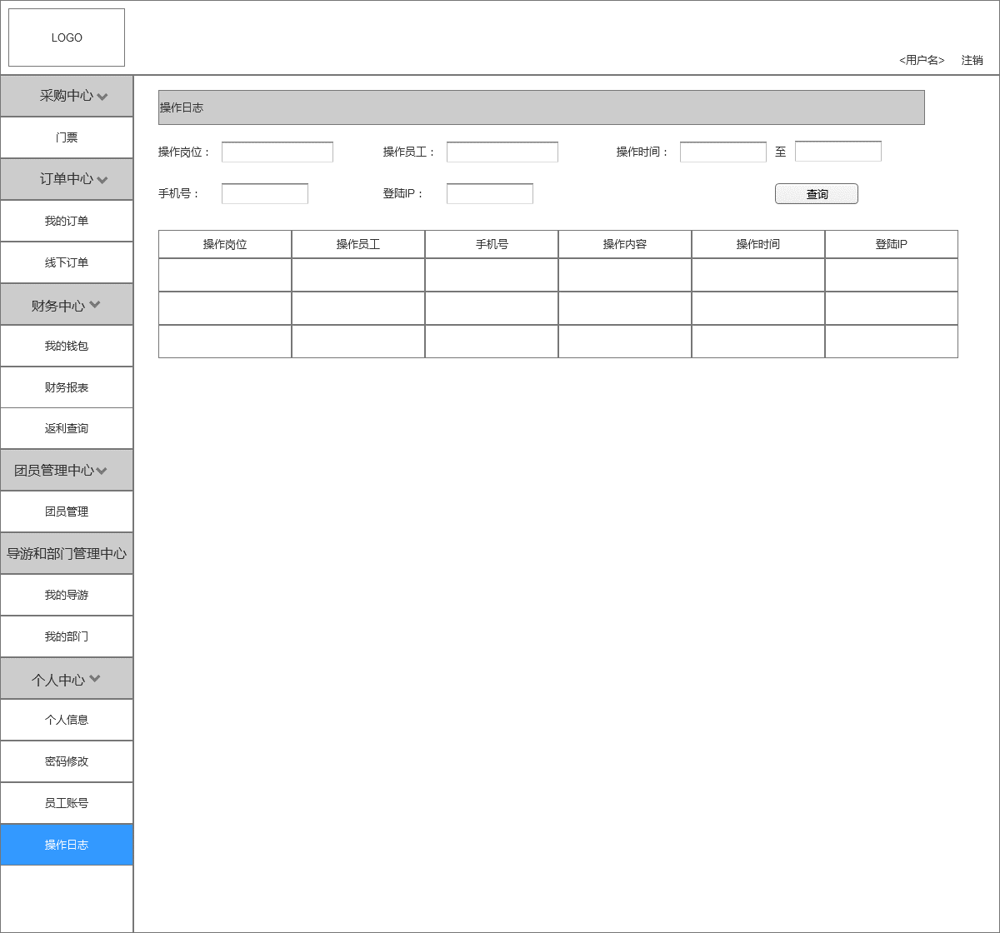 LOGO
<用户名> 注销
采购中心
门票
订单中心
我的订单
线下订单
财务中心
我的钱包
财务报表
返利查询
团员管理中心
团员管理
导游和部门管理中心
我的导游
我的部门
个人中心
个人信息
密码修改
员工账号
操作日志
操作日志
操作岗位： 操作员工： 操作时间： 至
手机号： 登陆IP： 查询
操作岗位 操作员工 手机号 操作内容 操作时间 登陆IP